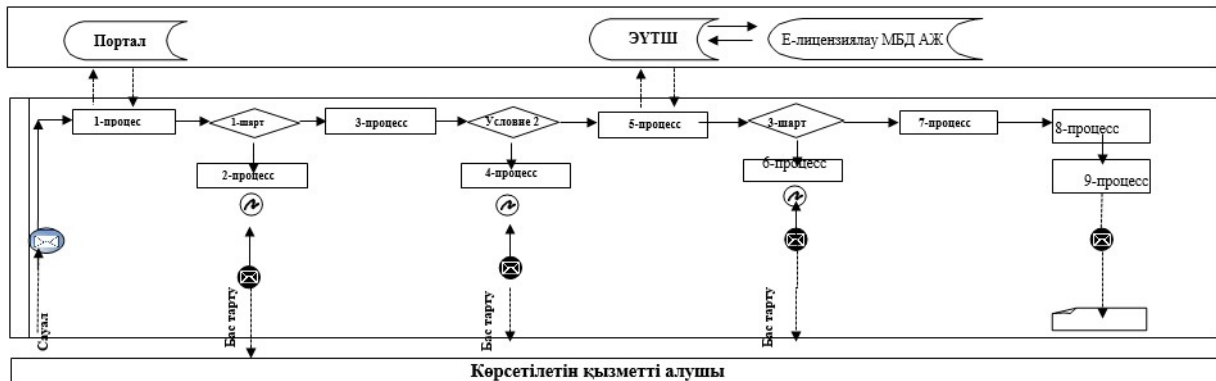 Портал
ЭҮТШ
Е-лицензиялау МБД АЖ
1-процес
1-шарт
3-процесс
Условие 2
5-процесс
3-шарт
7-процесс
8-процесс
2-процесс
4-процесс
6-процесс
9-процесс
Сауал
Бас тарту
Бас тарту
Бас тарту
Көрсетілетін қызметті алушы